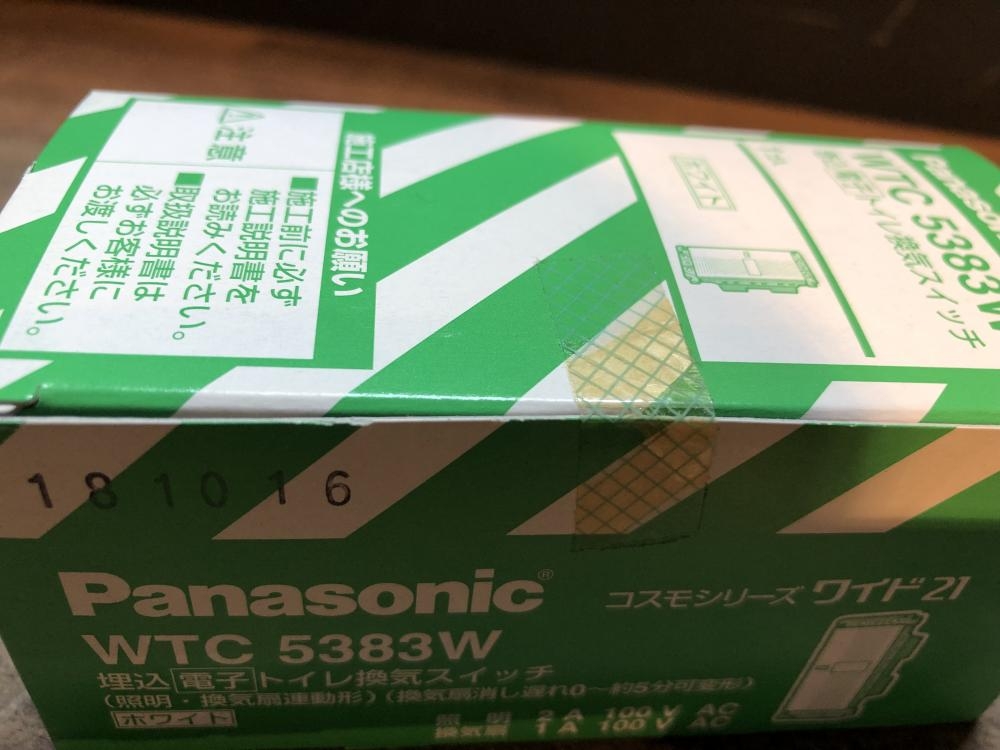 ⚠注意
施工店様へのお願い
■施工前に必ず
施工説明書を
お読みください。
■取扱説明書は
必ずお客様に
お渡しください。
ホワイト
Panasonic
WTC 5383W
埋込電子トイレ換気スイッチ
181016
Panasonic®
コスモシリーズ ワイド21
WTC 5383W
埋込 電子 トイレ換気スイッチ
(照明・換気扇連動形)(換気扇消し遅れ0〜約5分可変形)
ホワイト
照 明 2A 100V AC
換気扇 1A 100V AC